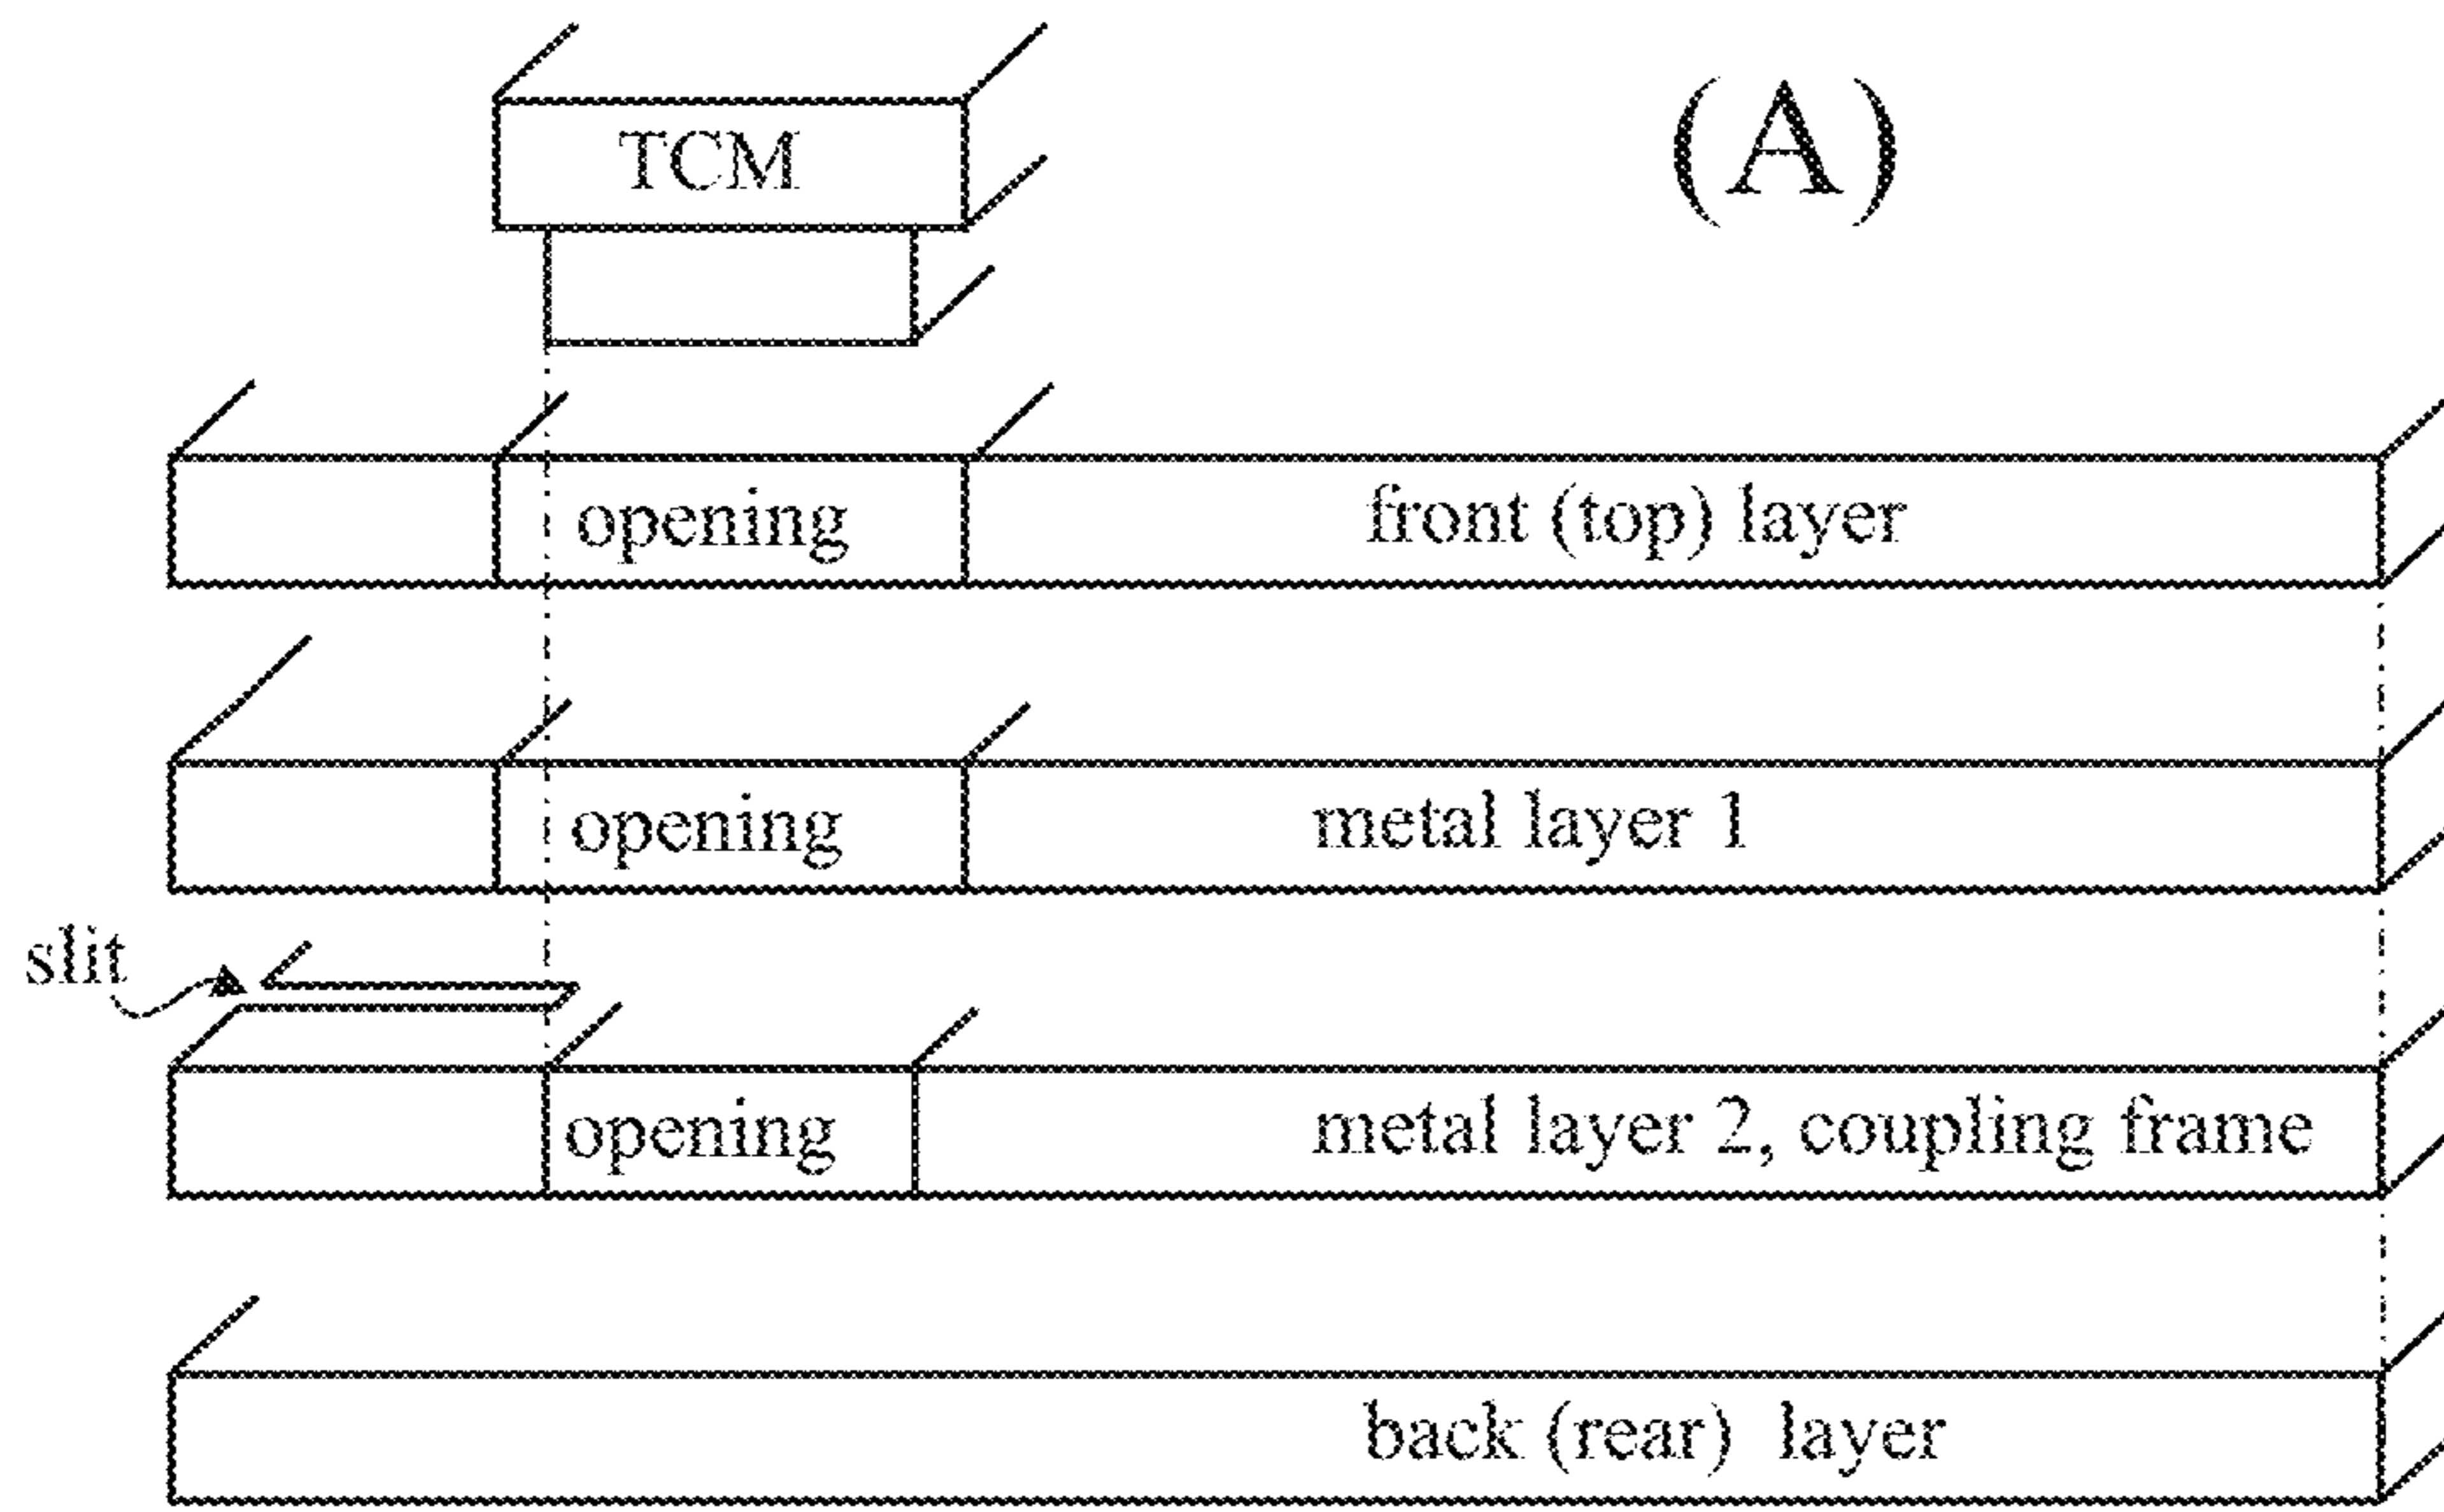 (A)
TCM
opening
front (top) layer
opening
metal layer 1
slit
opening
metal layer 2, coupling frame
back (rear) layer